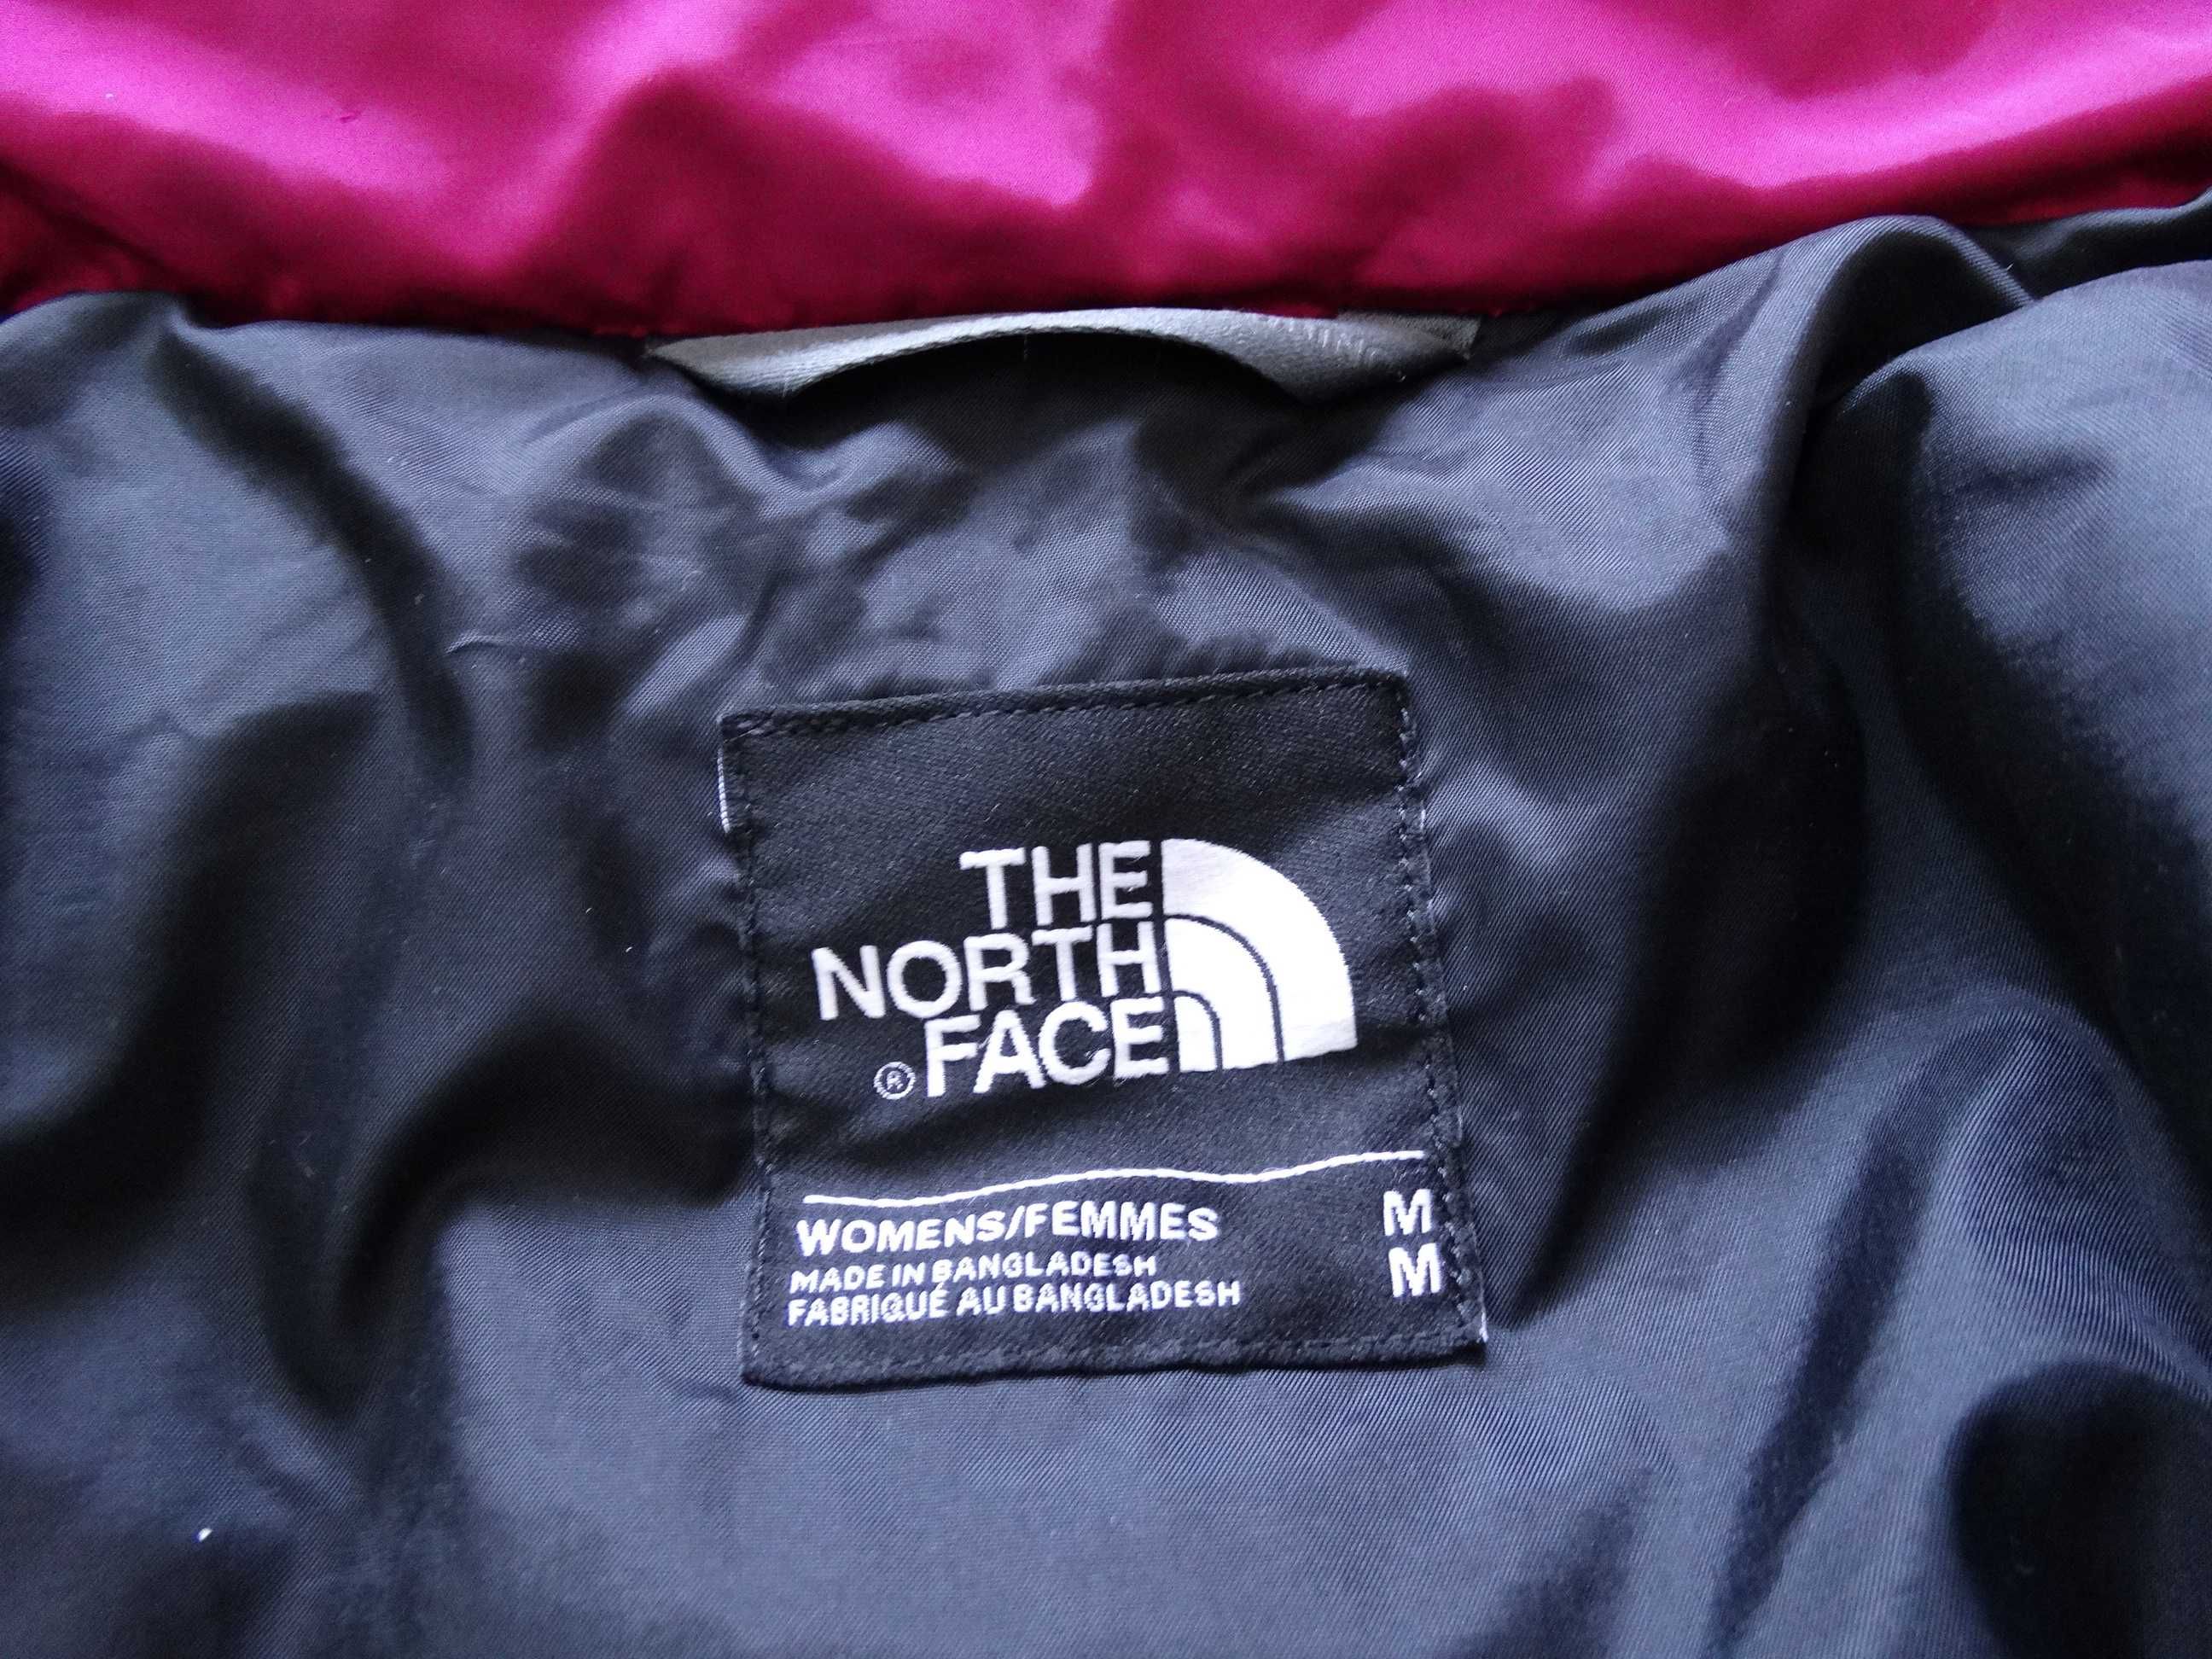 THE
NORTH
® FACE
WOMENS/FEMMES M
MADE IN BANGLADESH M
FABRIQUÉ AU BANGLADESH